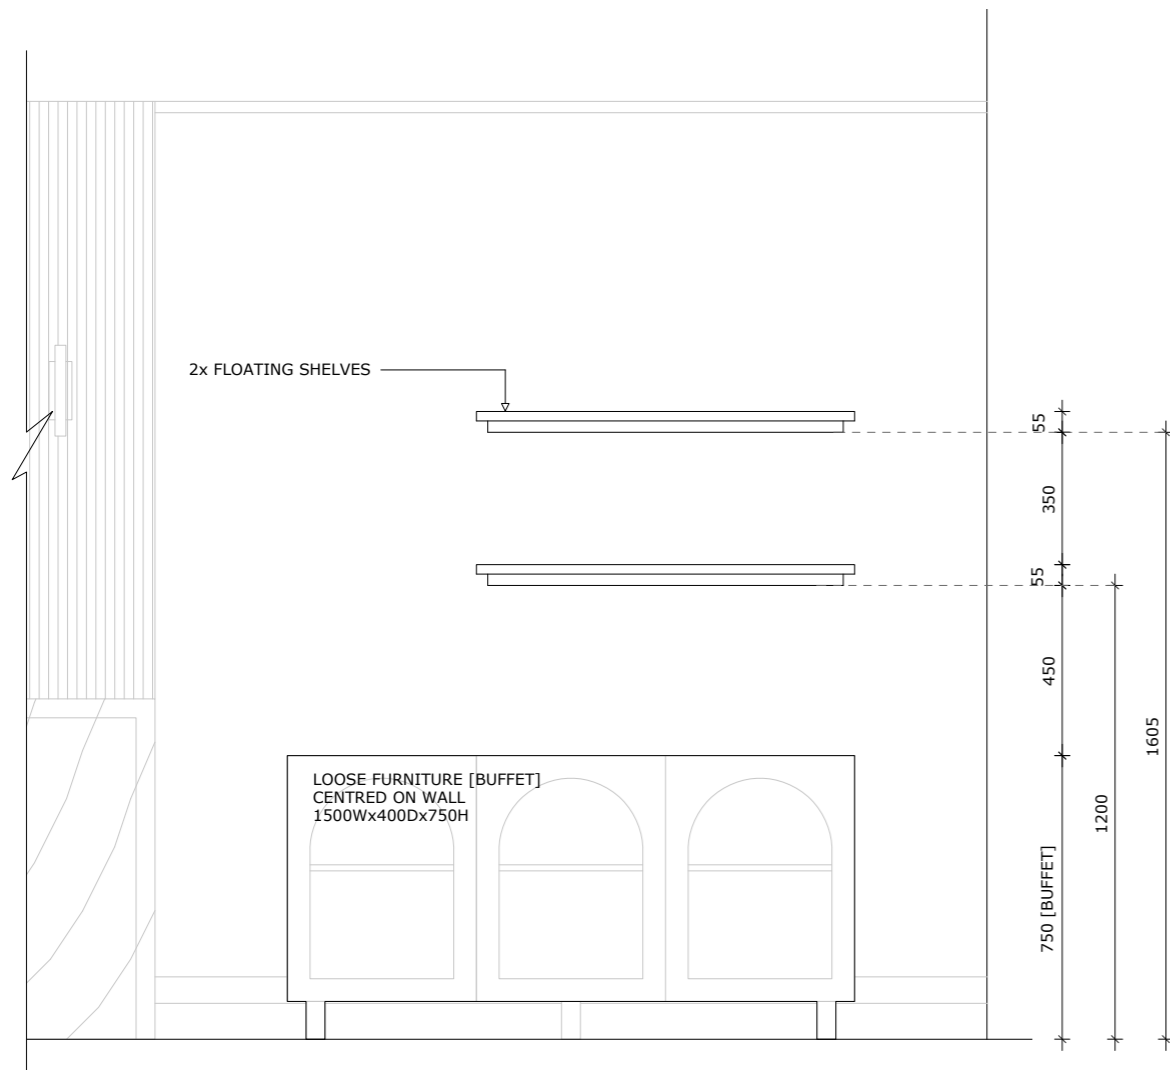 2x FLOATING SHELVES
55
350
55
450
1605
1200
750 [BUFFET]
LOOSE FURNITURE [BUFFET]
CENTRED ON WALL
1500Wx400Dx750H